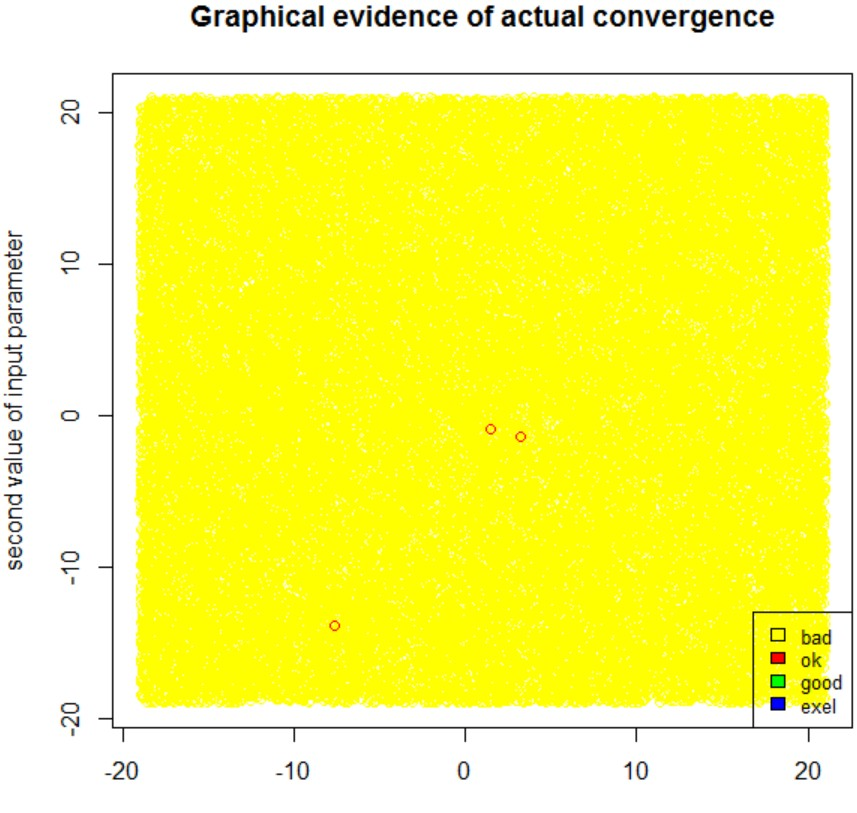 Graphical evidence of actual convergence
second value of input parameter
20
10
0
-10
-20
-20
-10
0
10
20
bad
ok
good
exel